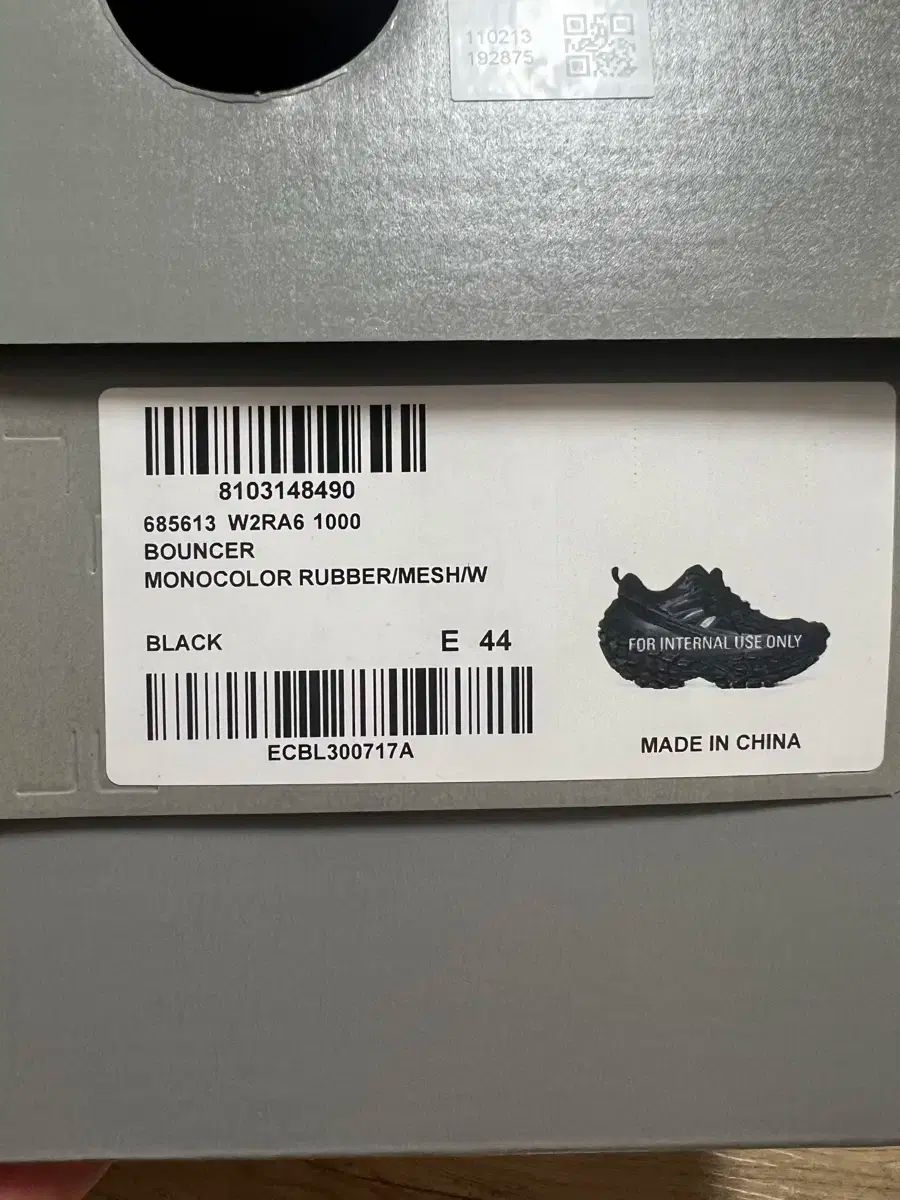 110213
192875
8103148490
685613 W2RA6 1000
BOUNCER
MONOCOLOR RUBBER/MESH/W
BLACK E 44
FOR INTERNAL USE ONLY
ECBL300717A
MADE IN CHINA